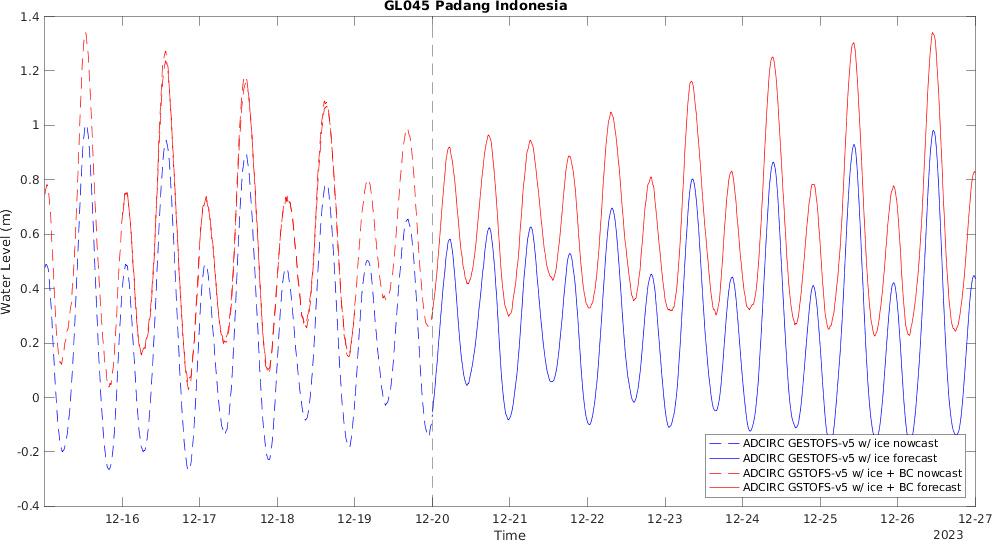 GL045 Padang Indonesia
1.4
1.2
1
0.8
0.6
0.4
0.2
0
-0.2
-0.4
Water Level (m)
ADCIRC GESTOFS-v5 w/ ice nowcast
ADCIRC GESTOFS-v5 w/ ice forecast
ADCIRC GSTOFS-v5 w/ ice + BC nowcast
ADCIRC GSTOFS-v5 w/ ice + BC forecast
12-16 12-17 12-18 12-19 12-20 12-21 12-22 12-23 12-24 12-25 12-26 12-27
Time
2023